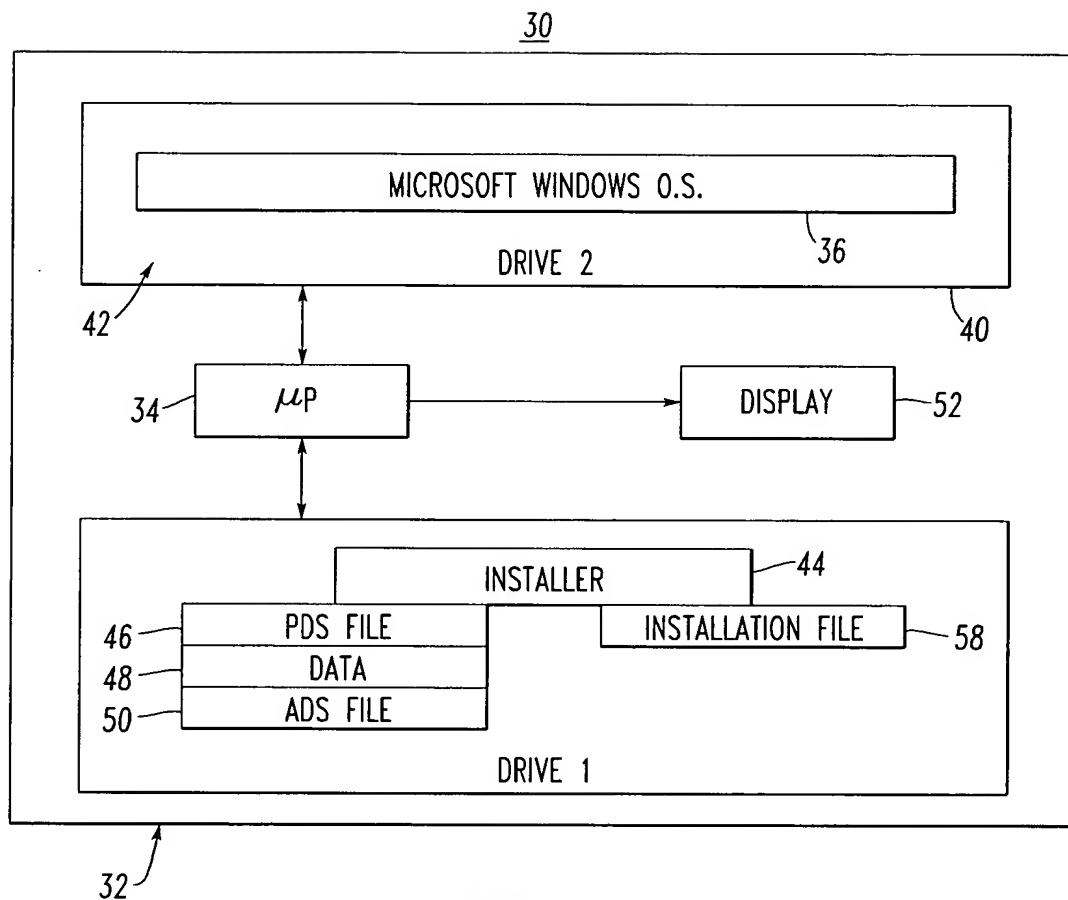 30
MICROSOFT WINDOWS O.S.
36
DRIVE 2
42
40
34
μP
DISPLAY
52
INSTALLER
44
46
PDS FILE
INSTALLATION FILE
58
48
DATA
50
ADS FILE
DRIVE 1
32